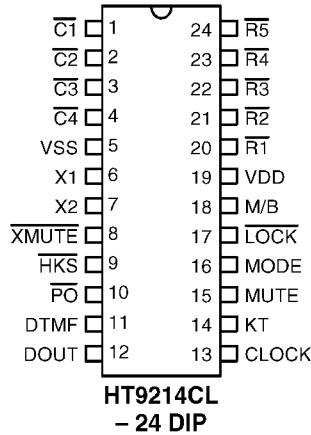 C1 1 24 R5
C2 2 23 R4
C3 3 22 R3
C4 4 21 R2
VSS 5 20 R1
X1 6 19 VDD
X2 7 18 M/B
XMUTE 8 17 LOCK
HKS 9 16 MODE
PO 10 15 MUTE
DTMF 11 14 KT
DOUT 12 13 CLOCK
HT9214CL
– 24 DIP